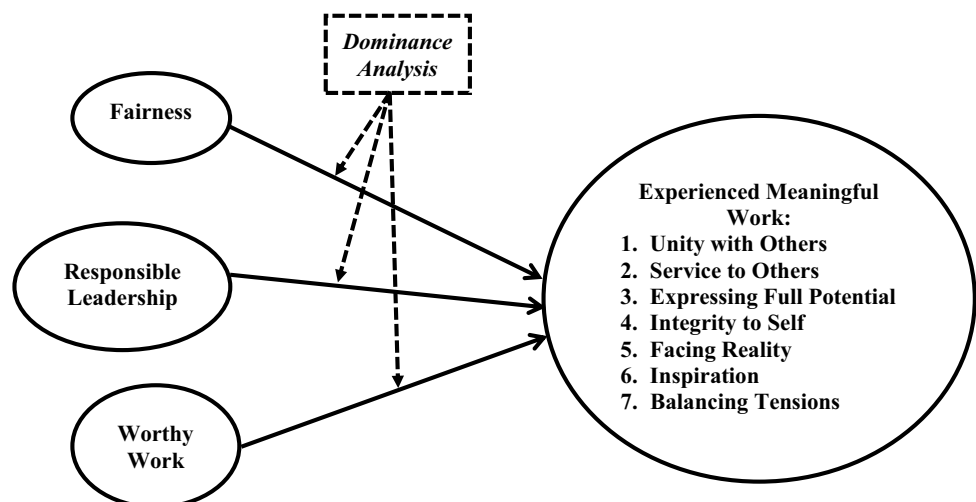 Dominance
Analysis
Fairness
Responsible
Leadership
Worthy
Work
Experienced Meaningful
Work:
1. Unity with Others
2. Service to Others
3. Expressing Full Potential
4. Integrity to Self
5. Facing Reality
6. Inspiration
7. Balancing Tensions